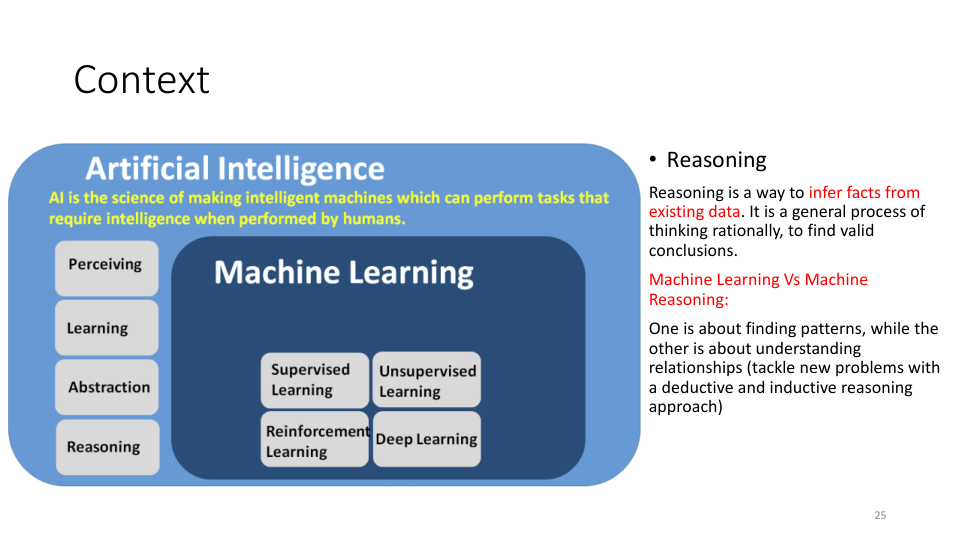 Context
Artificial Intelligence
AI is the science of making intelligent machines which can perform tasks that
require intelligence when performed by humans.
Perceiving
Learning
Abstraction
Reasoning
Machine Learning
Supervised
Learning
Unsupervised
Learning
Reinforcement
Learning
Deep Learning
• Reasoning
Reasoning is a way to infer facts from
existing data. It is a general process of
thinking rationally, to find valid
conclusions.
Machine Learning Vs Machine
Reasoning:
One is about finding patterns, while the
other is about understanding
relationships (tackle new problems with
a deductive and inductive reasoning
approach)
25